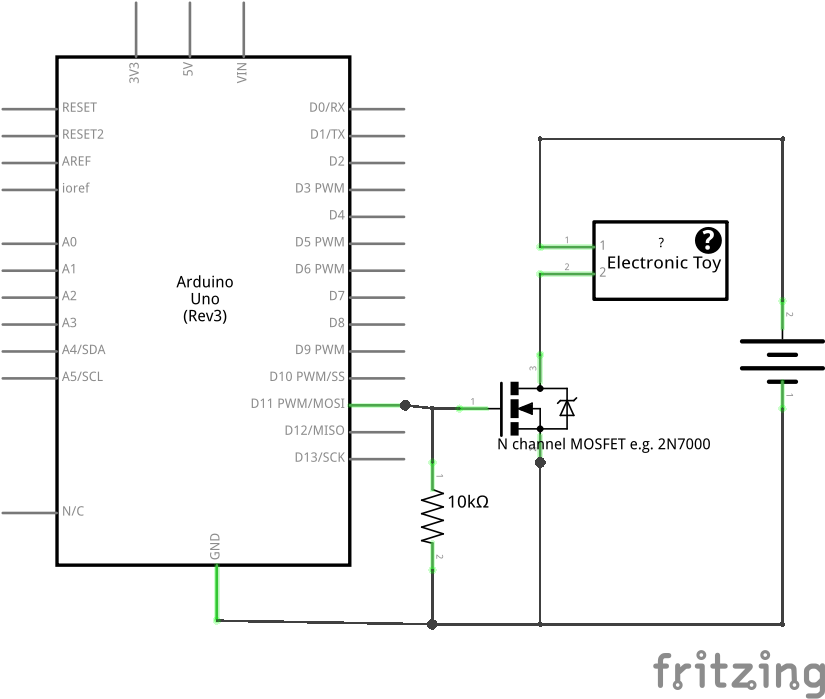 3V3
5V
VIN
RESET
RESET2
AREF
ioref
A0
A1
A2
A3
A4/SDA
A5/SCL
N/C
Arduino
Uno
(Rev3)
D0/RX
D1/TX
D2
D3 PWM
D4
D5 PWM
D6 PWM
D7
D8
D9 PWM
D10 PWM/SS
D11 PWM/MOSI
D12/MISO
D13/SCK
GND
1
2
1
2
?
?
Electronic Toy
3
1
N channel MOSFET e.g. 2N7000
1
10kΩ
2
2
1
fritzing